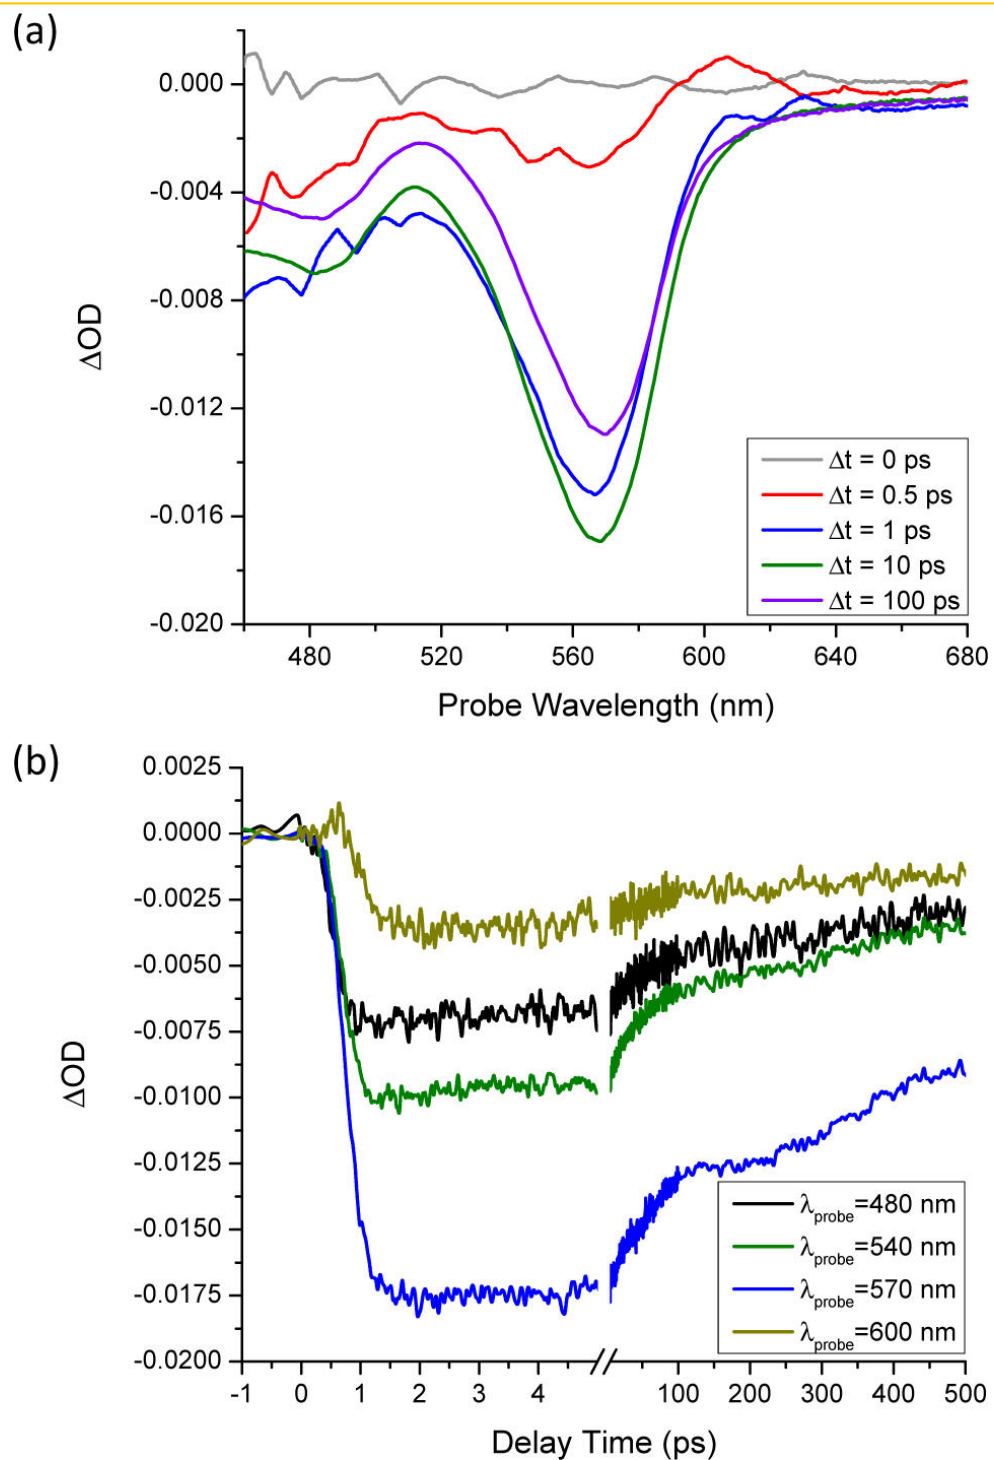 (a)
0.000
-0.004
-0.008
-0.012
-0.016
-0.020
ΔOD
Δt = 0 ps
Δt = 0.5 ps
Δt = 1 ps
Δt = 10 ps
Δt = 100 ps
480 520 560 600 640 680
Probe Wavelength (nm)
(b)
0.0025
0.0000
-0.0025
-0.0050
-0.0075
-0.0100
-0.0125
-0.0150
-0.0175
-0.0200
ΔOD
λprobe=480 nm
λprobe=540 nm
λprobe=570 nm
λprobe=600 nm
-1 0 1 2 3 4 100 200 300 400 500
Delay Time (ps)